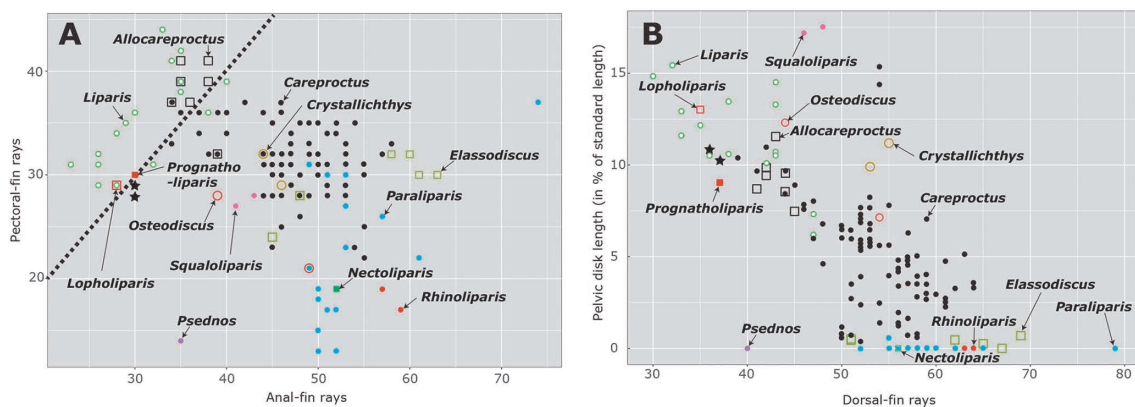 A
Allocareproctus
Careproctus
Crystallichthys
Liparis
Prognatho
-liparis
Elassodiscus
Paraliparis
Osteodiscus
Squaloliparis
Lopholiparis
Nectoliparis
Rhinoliparis
Psednos
Pectoral-fin rays
40
30
20
30
40
50
60
70
Anal-fin rays
B
Liparis
Squaloliparis
Lopholiparis
Osteodiscus
Allocareproctus
Crystallichthys
Prognatholiparis
Careproctus
Elassodiscus
Rhinoliparis
Paraliparis
Psednos
Nectoliparis
Pelvic disk length (in % of standard length)
15
10
5
0
30
40
50
60
70
80
Dorsal-fin rays